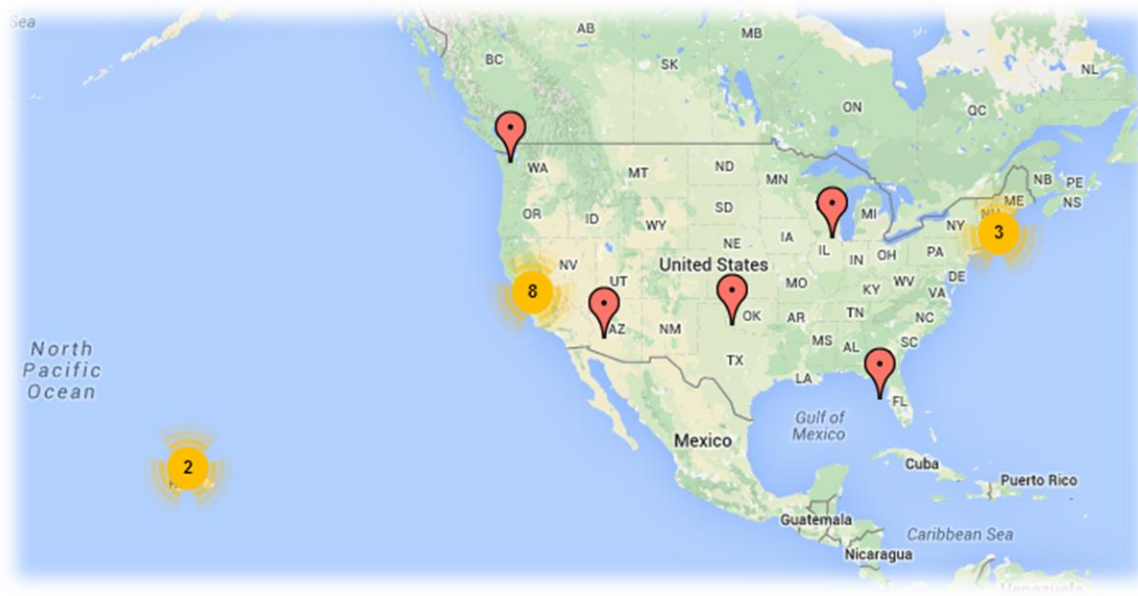 Sea
AB
MB
BC
SK
NL
ON
QC
WA
MT
ND
MN
NB
PE
ME
NS
OR
ID
SD
WY
MI
NY
3
IA
NE
IL
IN
OH
PA
NV
United States
UT
MO
WV
DE
KY
VA
8
OK
AR
TN
NC
AZ
NM
MS
AL
SC
North
Pacific
Ocean
TX
LA
FL
Gulf of
Mexico
Mexico
2
Cuba
Puerto Rico
Guatemala
Caribbean Sea
Nicaragua
Venezuela